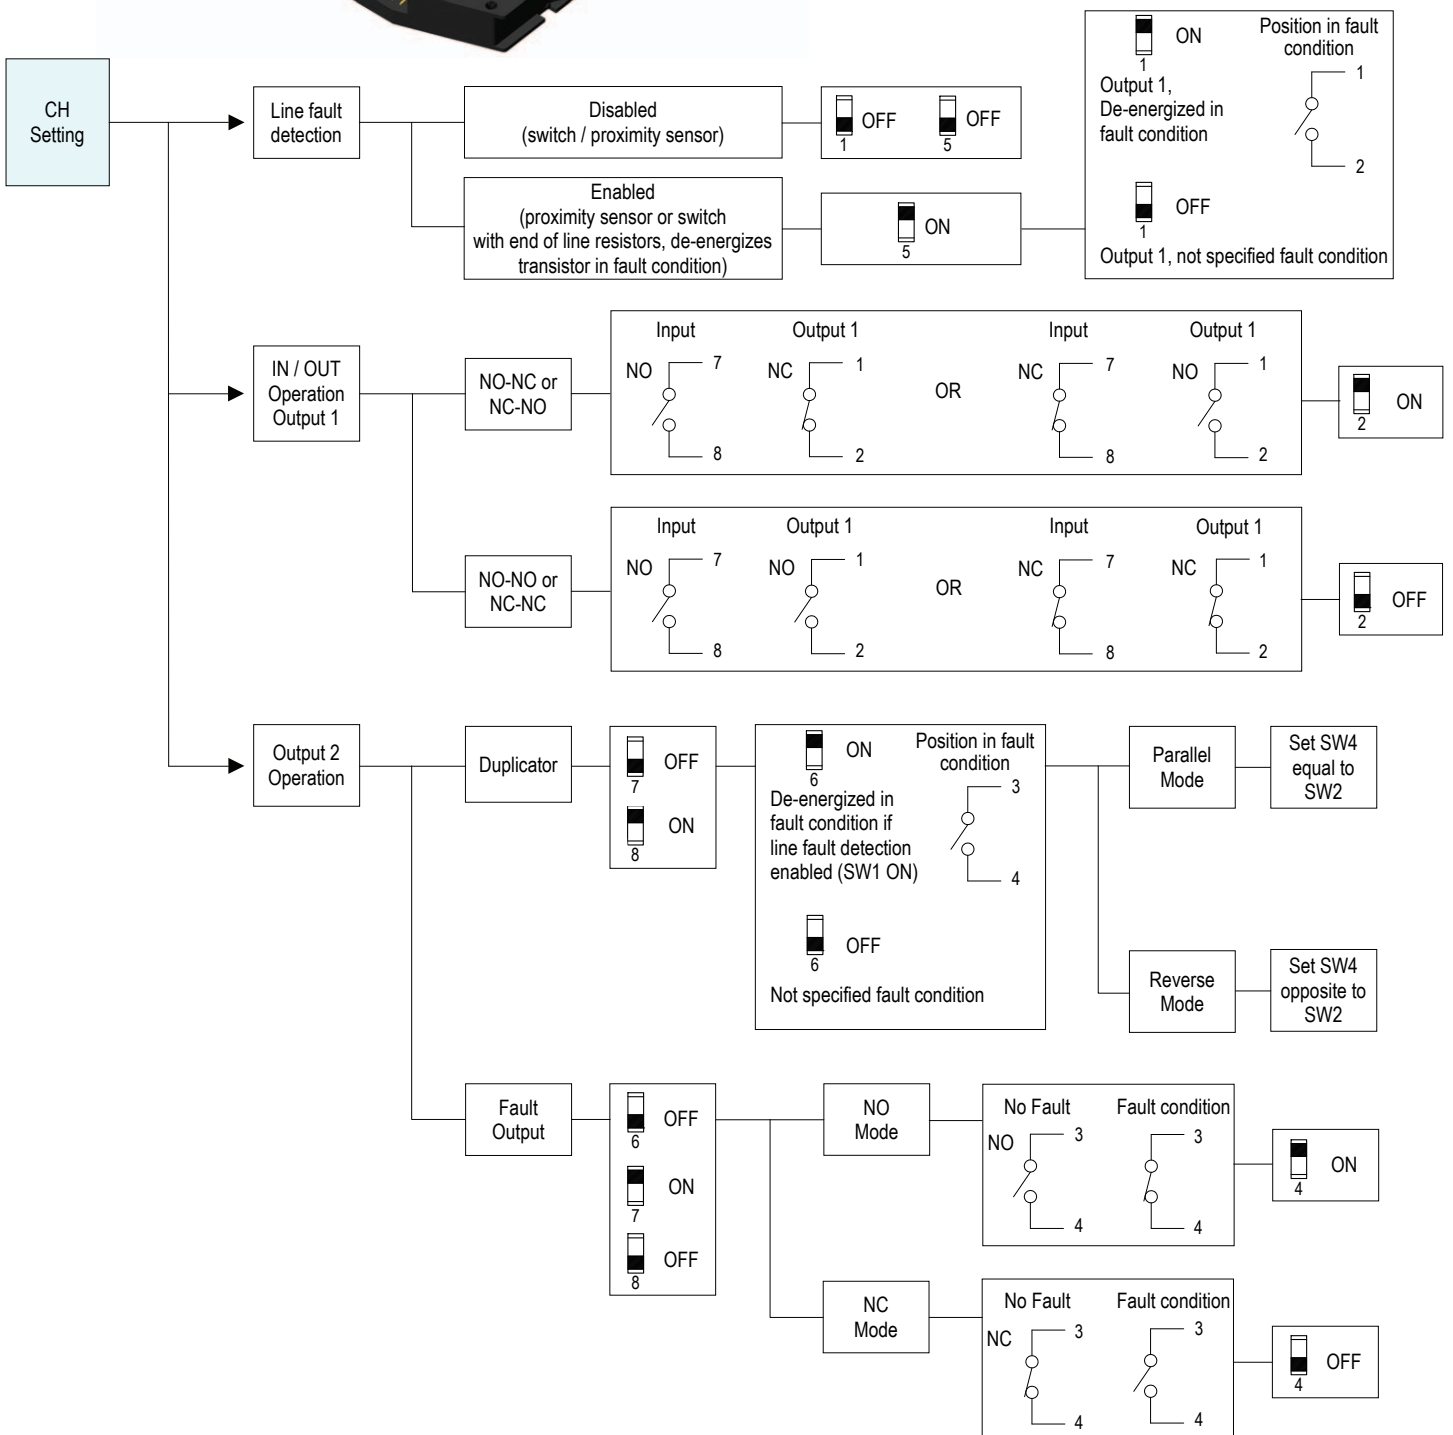 CH
Setting
Line fault
detection
Disabled
(switch / proximity sensor)
OFF
1
OFF
5
Enabled
(proximity sensor or switch
with end of line resistors, de-energizes
transistor in fault condition)
ON
5
ON
1
Output 1,
De-energized in
fault condition
Position in fault
condition
1
2
OFF
1
Output 1, not specified fault condition
IN / OUT
Operation
Output 1
NO-NC or
NC-NO
Input
NO
7
8
Output 1
NC
1
2
OR
Input
NC
7
8
Output 1
NO
1
2
ON
2
NO-NO or
NC-NC
Input
NO
7
8
Output 1
NO
1
2
OR
Input
NC
7
8
Output 1
NC
1
2
OFF
2
Output 2
Operation
Duplicator
OFF
7
ON
8
ON
6
De-energized in
fault condition if
line fault detection
enabled (SW1 ON)
Position in fault
condition
3
4
OFF
6
Not specified fault condition
Parallel
Mode
Set SW4
equal to
SW2
Reverse
Mode
Set SW4
opposite to
SW2
Fault
Output
OFF
6
ON
7
OFF
8
NO
Mode
No Fault
NO
3
4
Fault condition
3
4
ON
4
NC
Mode
No Fault
NC
3
4
Fault condition
3
4
OFF
4